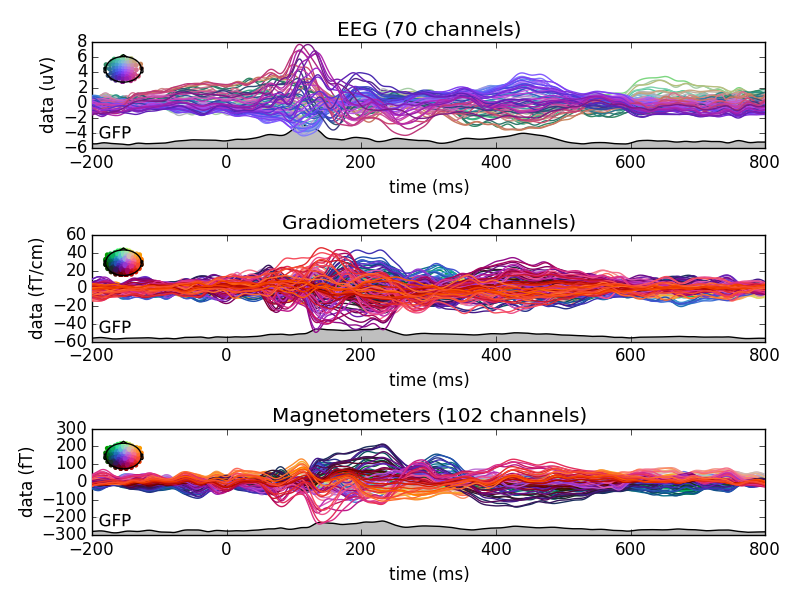 EEG (70 channels)
8
6
4
2
0
−2
−4
−6
data (uV)
GFP
−200 0 200 400 600 800
time (ms)
Gradiometers (204 channels)
60
40
20
0
−20
−40
−60
data (fT/cm)
GFP
−200 0 200 400 600 800
time (ms)
Magnetometers (102 channels)
300
200
100
0
−100
−200
−300
data (fT)
GFP
−200 0 200 400 600 800
time (ms)